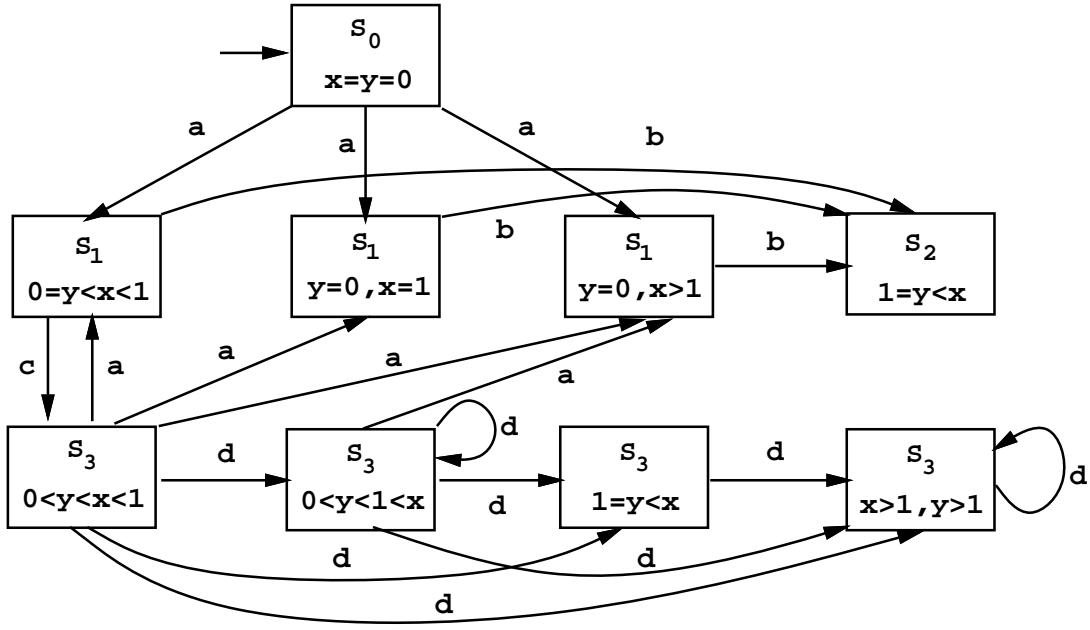 S0
x=y=0
a
a
a
b
S1
0=y<x<1
S1
y=0,x=1
b
S1
y=0,x>1
b
S2
1=y<x
c
a
a
a
a
S3
0<y<x<1
d
S3
0<y<1<x
d
d
S3
1=y<x
d
S3
x>1,y>1
d
d
d
d